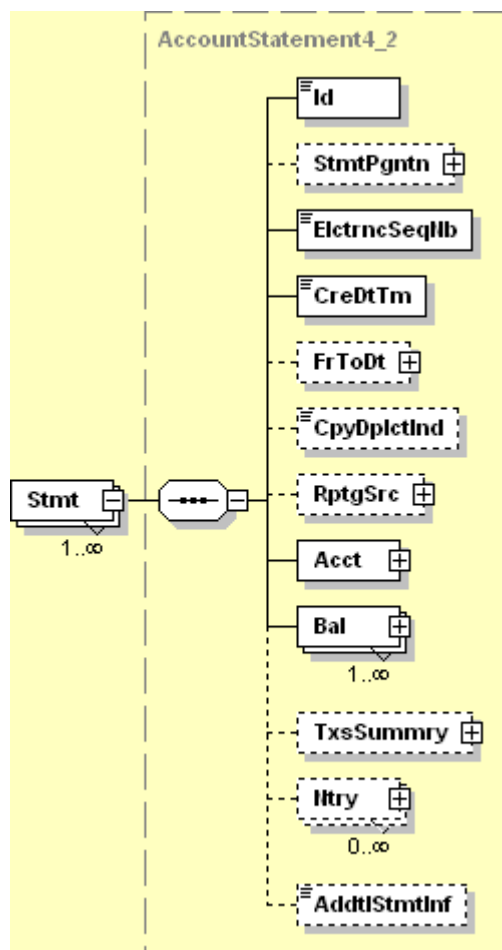 AccountStatement4_2
Id
StmtPgntn
ElctrncSeqNb
CreDtTm
FrToDt
CpyDplctInd
RptgSrc
Stmt
1..∞
Acct
Bal
1..∞
TxsSummry
Ntry
0..∞
AddtlStmtInf